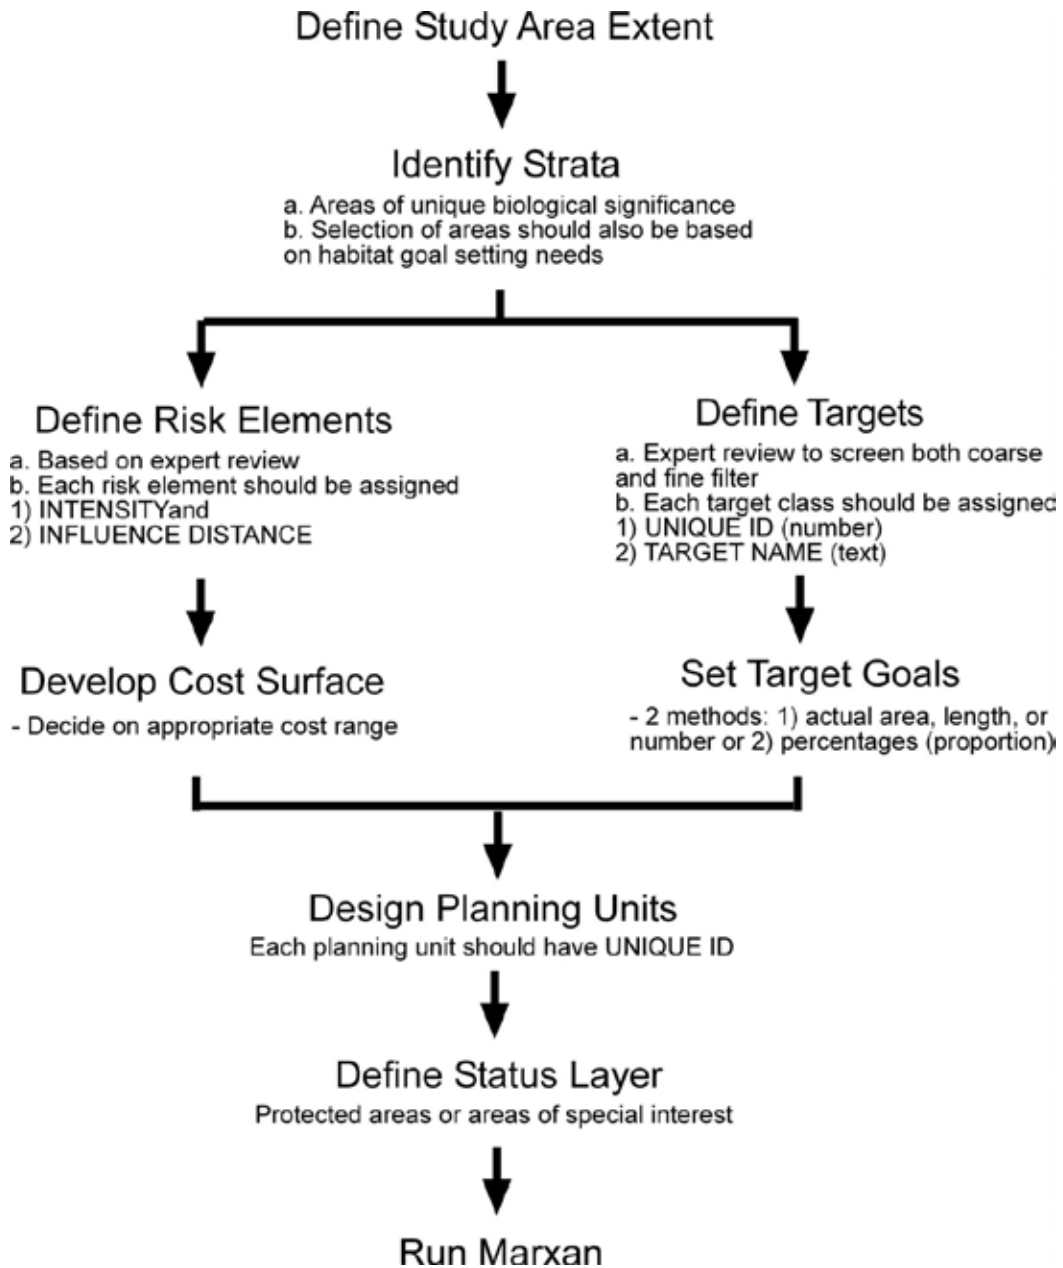 Define Study Area Extent
Identify Strata
a. Areas of unique biological significance
b. Selection of areas should also be based
on habitat goal setting needs
Define Risk Elements
a. Based on expert review
b. Each risk element should be assigned
1) INTENSITYand
2) INFLUENCE DISTANCE
Define Targets
a. Expert review to screen both coarse
and fine filter
b. Each target class should be assigned
1) UNIQUE ID (number)
2) TARGET NAME (text)
Develop Cost Surface
- Decide on appropriate cost range
Set Target Goals
- 2 methods: 1) actual area, length, or
number or 2) percentages (proportion)
Design Planning Units
Each planning unit should have UNIQUE ID
Define Status Layer
Protected areas or areas of special interest
Run Marxan